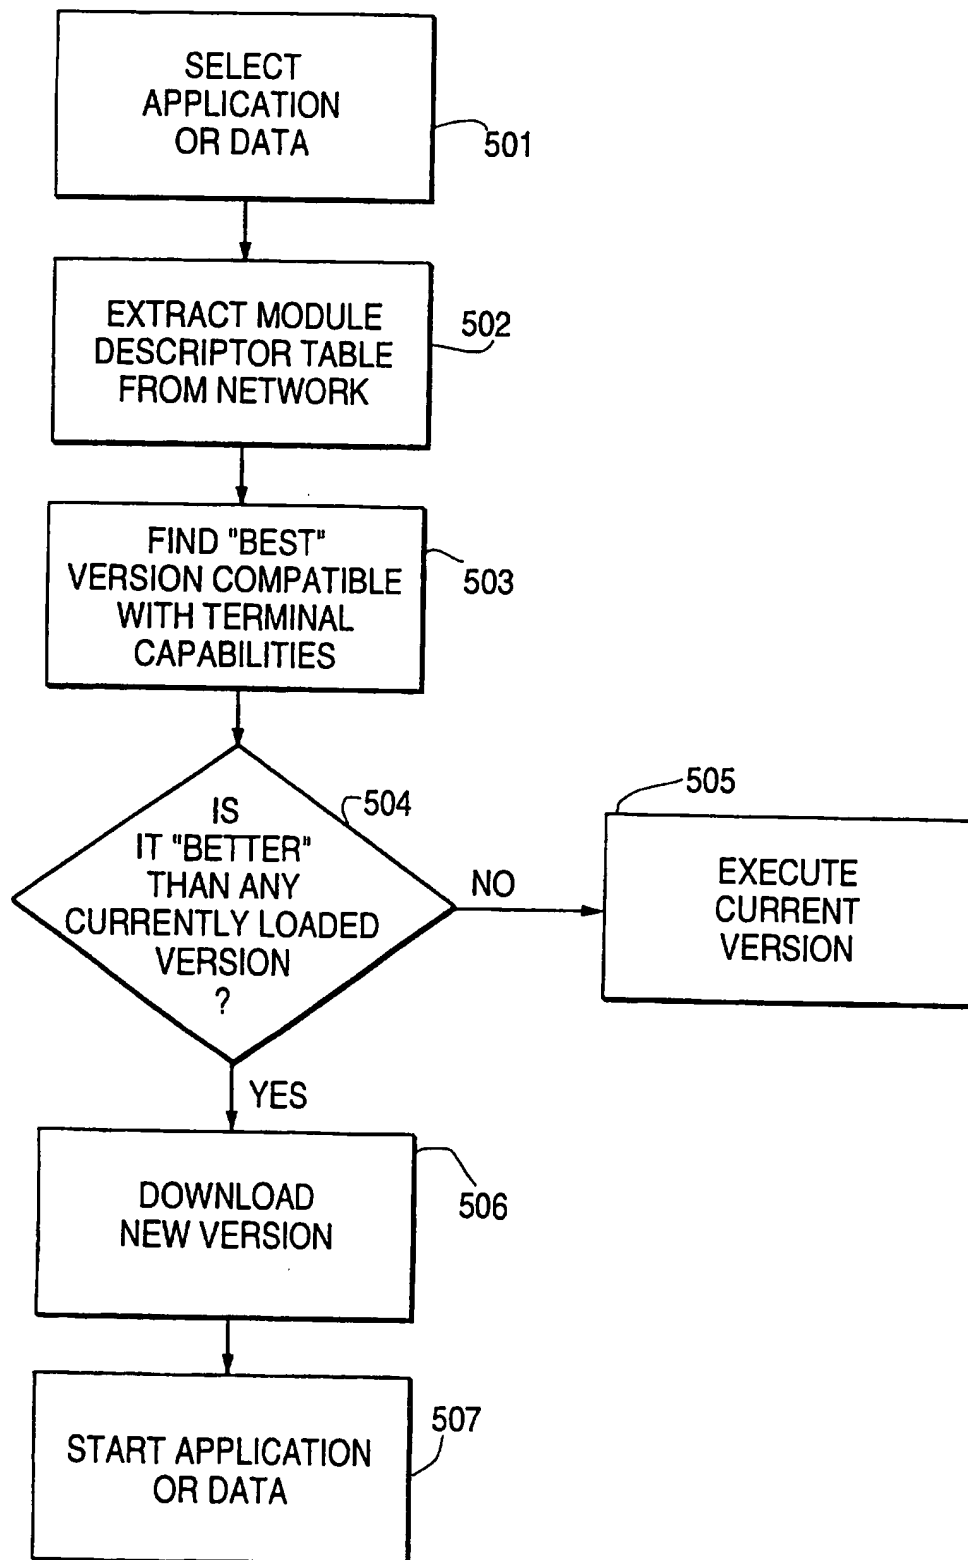 SELECT
APPLICATION
OR DATA
501
EXTRACT MODULE
DESCRIPTOR TABLE
FROM NETWORK
502
FIND "BEST"
VERSION COMPATIBLE
WITH TERMINAL
CAPABILITIES
503
IS
IT "BETTER"
THAN ANY
CURRENTLY LOADED
VERSION
?
504
NO
505
EXECUTE
CURRENT
VERSION
YES
DOWNLOAD
NEW VERSION
506
START APPLICATION
OR DATA
507